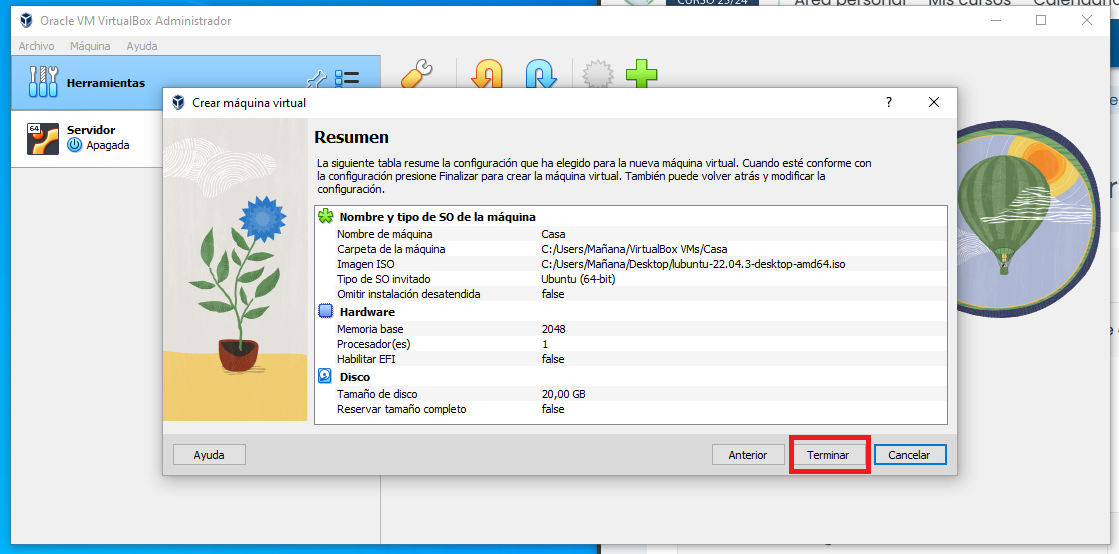 CURSO 23/24
Área personal
Mis cursos
Calendario
Oracle VM VirtualBox Administrador
Archivo Máquina Ayuda
Herramientas
64
Servidor
Apagada
Crear máquina virtual
?
Resumen
La siguiente tabla resume la configuración que ha elegido para la nueva máquina virtual. Cuando esté conforme con
la configuración presione Finalizar para crear la máquina virtual. También puede volver atrás y modificar la
configuración.
Nombre y tipo de SO de la máquina
Nombre de máquina Casa
Carpeta de la máquina C:/Users/Mañana/VirtualBox VMs/Casa
Imagen ISO C:/Users/Mañana/Desktop/lubuntu-22.04.3-desktop-amd64.iso
Tipo de SO invitado Ubuntu (64-bit)
Omitir instalación desatendida false
Hardware
Memoria base 2048
Procesador(es) 1
Habilitar EFI false
Disco
Tamaño de disco 20,00 GB
Reservar tamaño completo false
Ayuda Anterior Terminar Cancelar